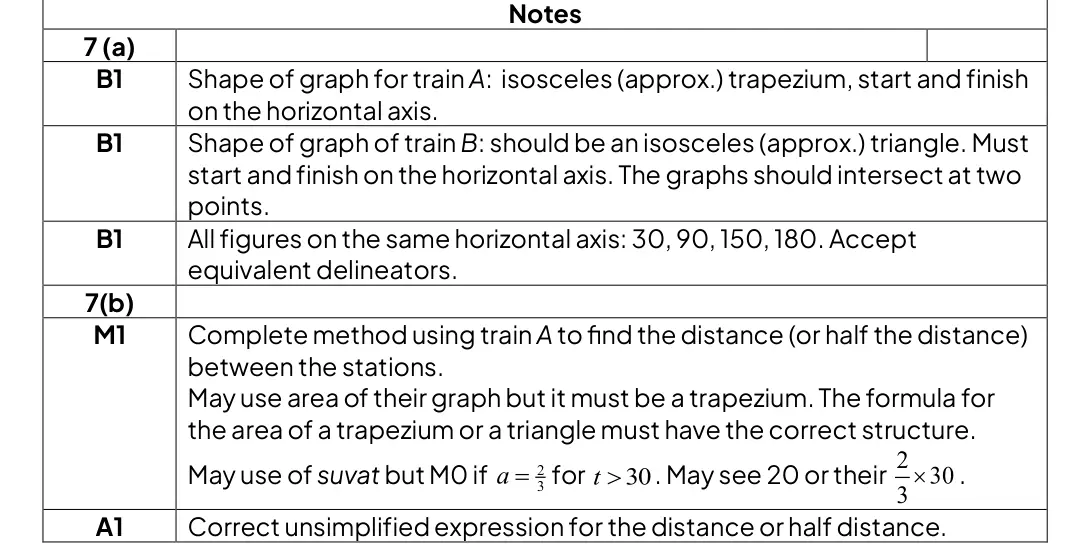 Notes
7 (a)
B1 Shape of graph for train A: isosceles (approx.) trapezium, start and finish
on the horizontal axis.
B1 Shape of graph of train B: should be an isosceles (approx.) triangle. Must
start and finish on the horizontal axis. The graphs should intersect at two
points.
B1 All figures on the same horizontal axis: 30, 90, 150, 180. Accept
equivalent delineators.
7(b)
M1 Complete method using train A to find the distance (or half the distance)
between the stations.
May use area of their graph but it must be a trapezium. The formula for
the area of a trapezium or a triangle must have the correct structure.
May use of suvat but M0 if a = 2/3 for t > 30. May see 20 or their 2/3 × 30.
A1 Correct unsimplified expression for the distance or half distance.